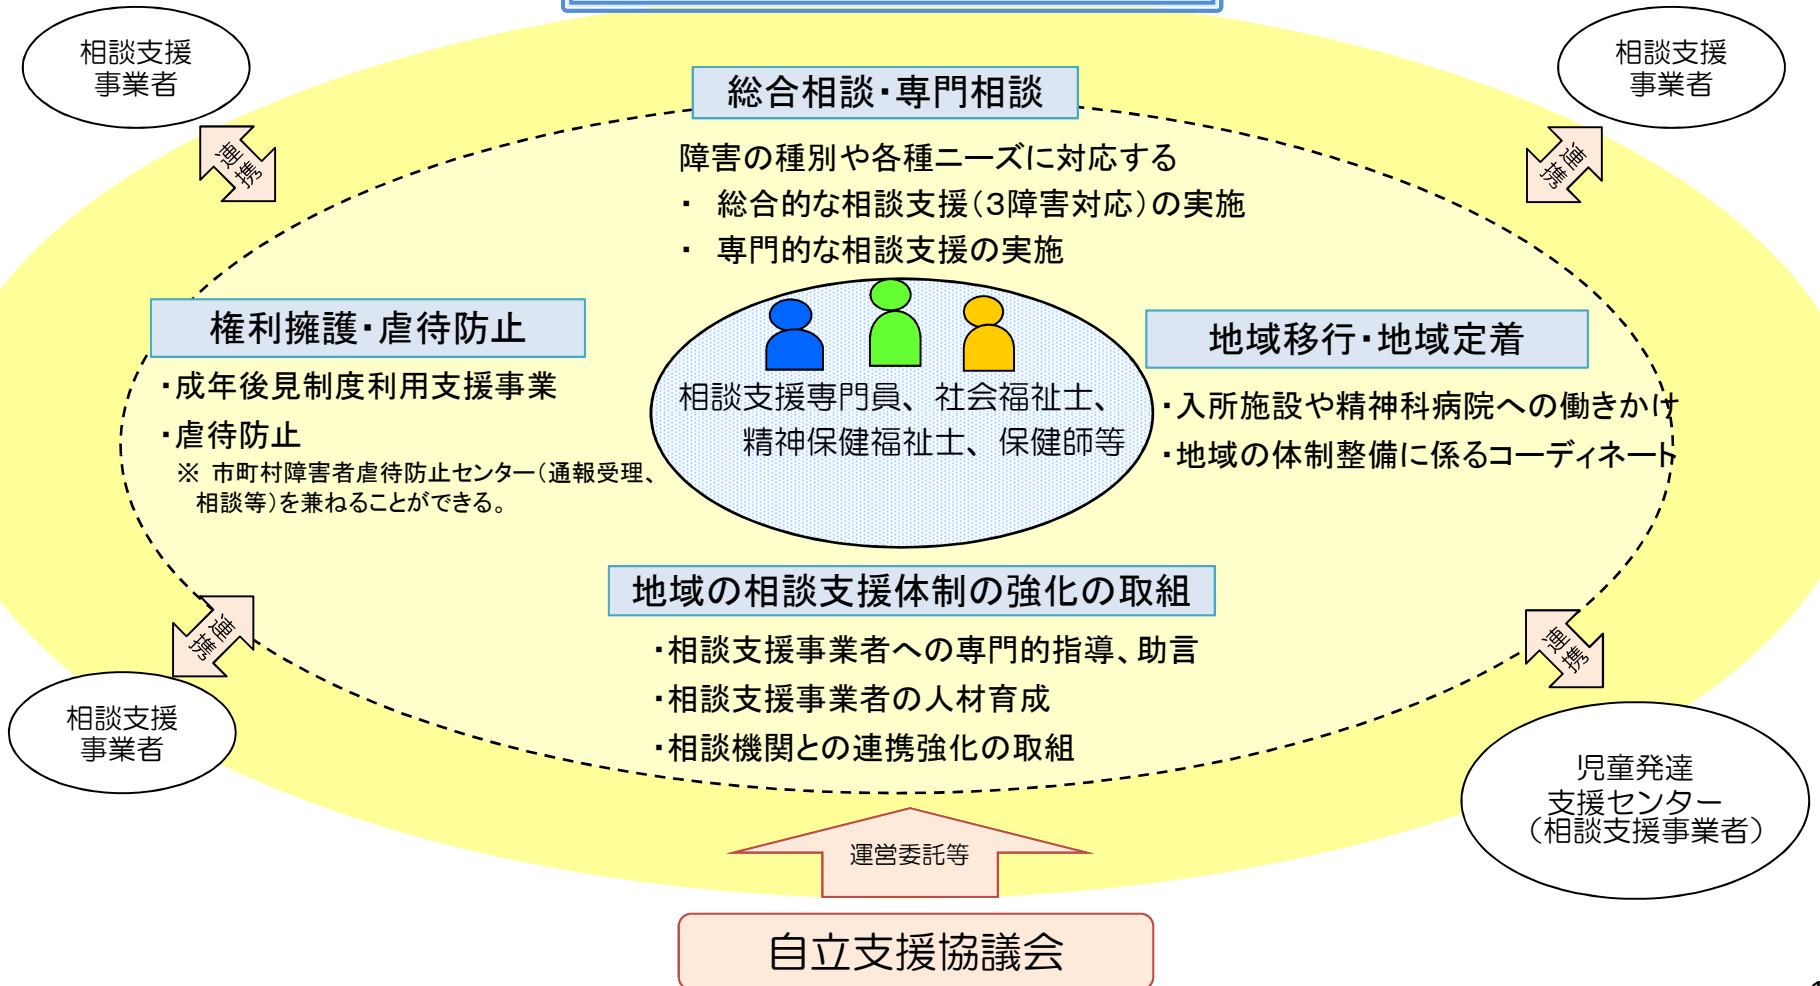 相談支援
事業者
相談支援
事業者
総合相談・専門相談
連携
連携
障害の種別や各種ニーズに対応する
・ 総合的な相談支援（３障害対応）の実施
・ 専門的な相談支援の実施
権利擁護・虐待防止
・成年後見制度利用支援事業
・虐待防止
※ 市町村障害者虐待防止センター（通報受理、
相談等）を兼ねることができる。
相談支援専門員、社会福祉士、
精神保健福祉士、保健師等
地域移行・地域定着
・入所施設や精神科病院への働きかけ
・地域の体制整備に係るコーディネート
地域の相談支援体制の強化の取組
・相談支援事業者への専門的指導、助言
・相談支援事業者の人材育成
・相談機関との連携強化の取組
連携
連携
相談支援
事業者
児童発達
支援センター
（相談支援事業者）
運営委託等
自立支援協議会